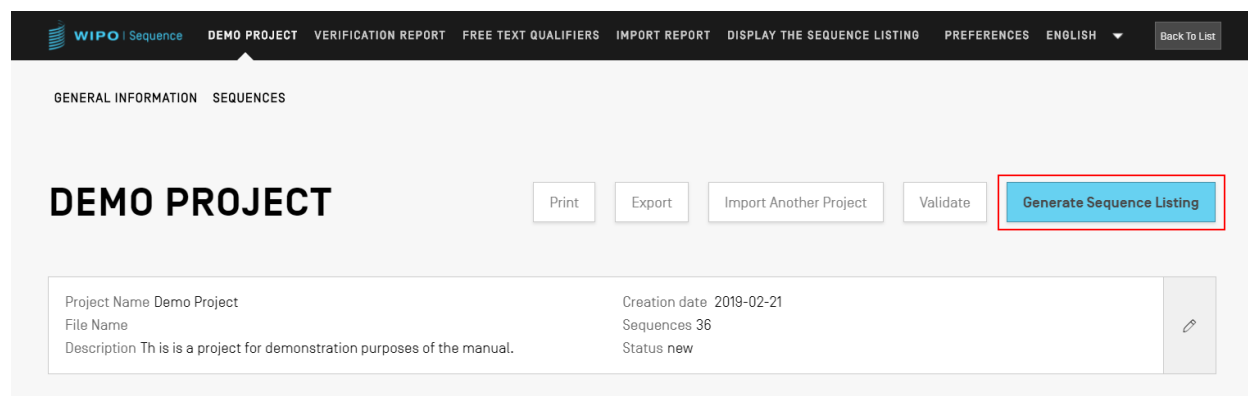 WIPO | Sequence DEMO PROJECT VERIFICATION REPORT FREE TEXT QUALIFIERS IMPORT REPORT DISPLAY THE SEQUENCE LISTING PREFERENCES ENGLISH Back To List
GENERAL INFORMATION SEQUENCES
DEMO PROJECT Print Export Import Another Project Validate Generate Sequence Listing
Project Name Demo Project Creation date 2019-02-21
File Name Sequences 36
Description Th is is a project for demonstration purposes of the manual. Status new